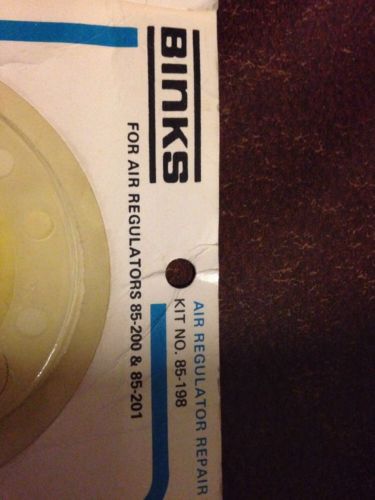 BINKS
FOR AIR REGULATORS 85-200 & 85-201
AIR REGULATOR REPAIR
KIT NO. 85-198